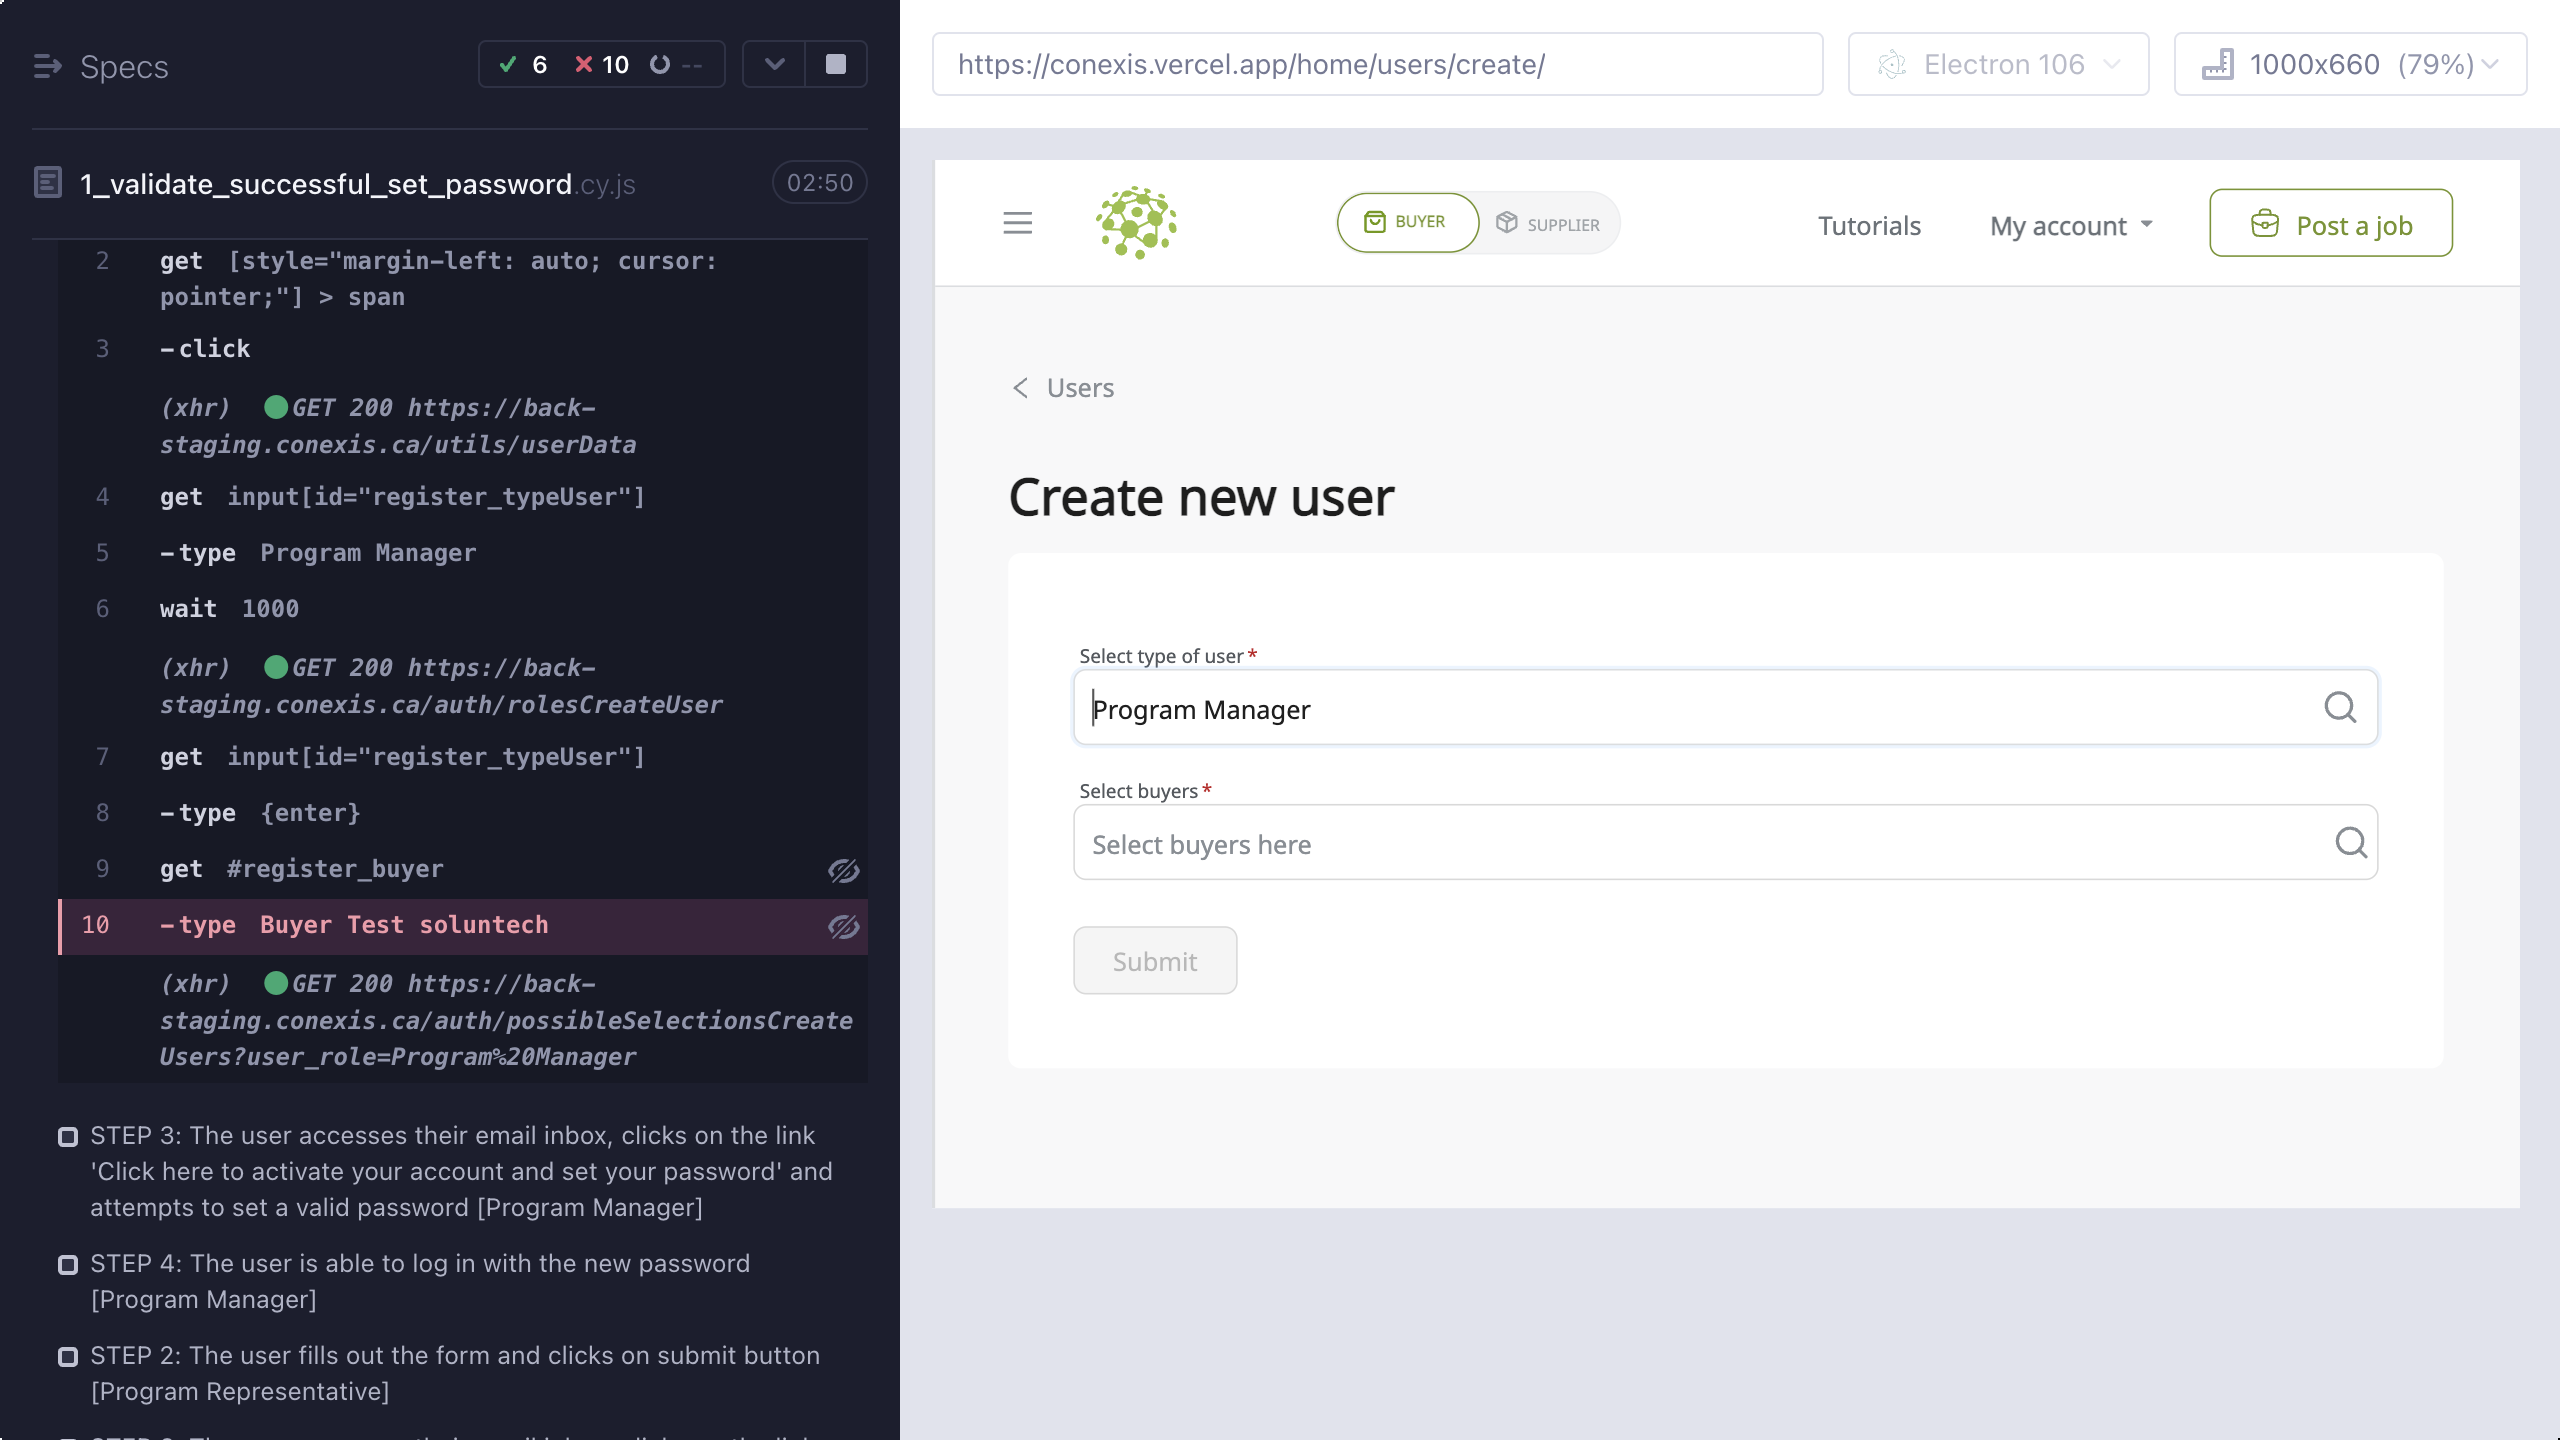 Specs
6
10
--
1_validate_successful_set_password.cy.js
02:50
2 get [style="margin-left: auto; cursor:
pointer;"] > span
3 -click
(xhr) GET 200 https://back-
staging.conexis.ca/utils/userData
4 get input[id="register_typeUser"]
5 -type Program Manager
6 wait 1000
(xhr) GET 200 https://back-
staging.conexis.ca/auth/rolesCreateUser
7 get input[id="register_typeUser"]
8 -type {enter}
9 get #register_buyer
10 -type Buyer Test soluntech
(xhr) GET 200 https://back-
staging.conexis.ca/auth/possibleSelectionsCreate
Users?user_role=Program%20Manager
STEP 3: The user accesses their email inbox, clicks on the link
'Click here to activate your account and set your password' and
attempts to set a valid password [Program Manager]
STEP 4: The user is able to log in with the new password
[Program Manager]
STEP 2: The user fills out the form and clicks on submit button
[Program Representative]
https://conexis.vercel.app/home/users/create/
Electron 106
1000x660 (79%)
BUYER
SUPPLIER
Tutorials
My account
Post a job
Users
Create new user
Select type of user*
Program Manager
Select buyers*
Select buyers here
Submit